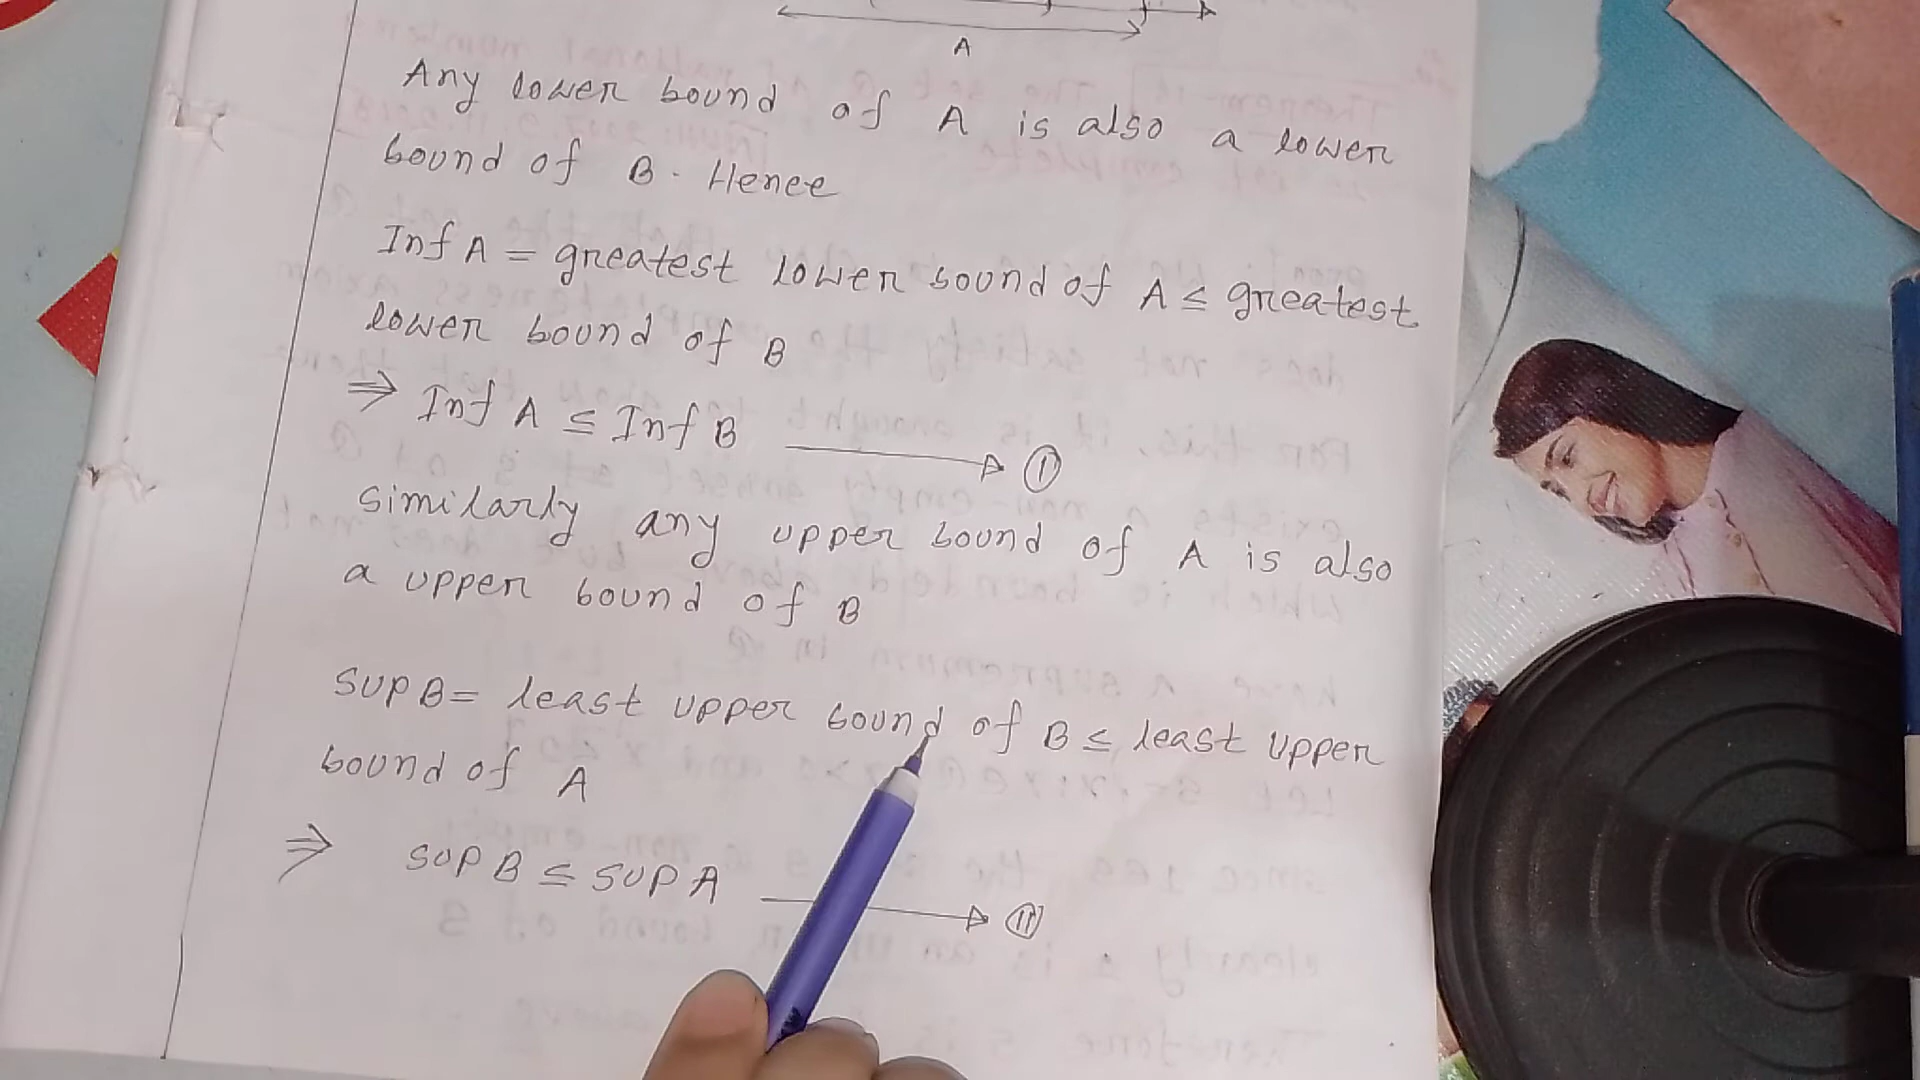 A
Any lower bound of A is also a lower
bound of B. Hence
Inf A = greatest lower bound of A ≤ greatest
lower bound of B
⇒ Inf A ≤ Inf B → (I)
Similarly any upper bound of A is also
a upper bound of B
SUP B = least upper bound of B ≤ least upper
bound of A
⇒ SUP B ≤ SUP A → (II)